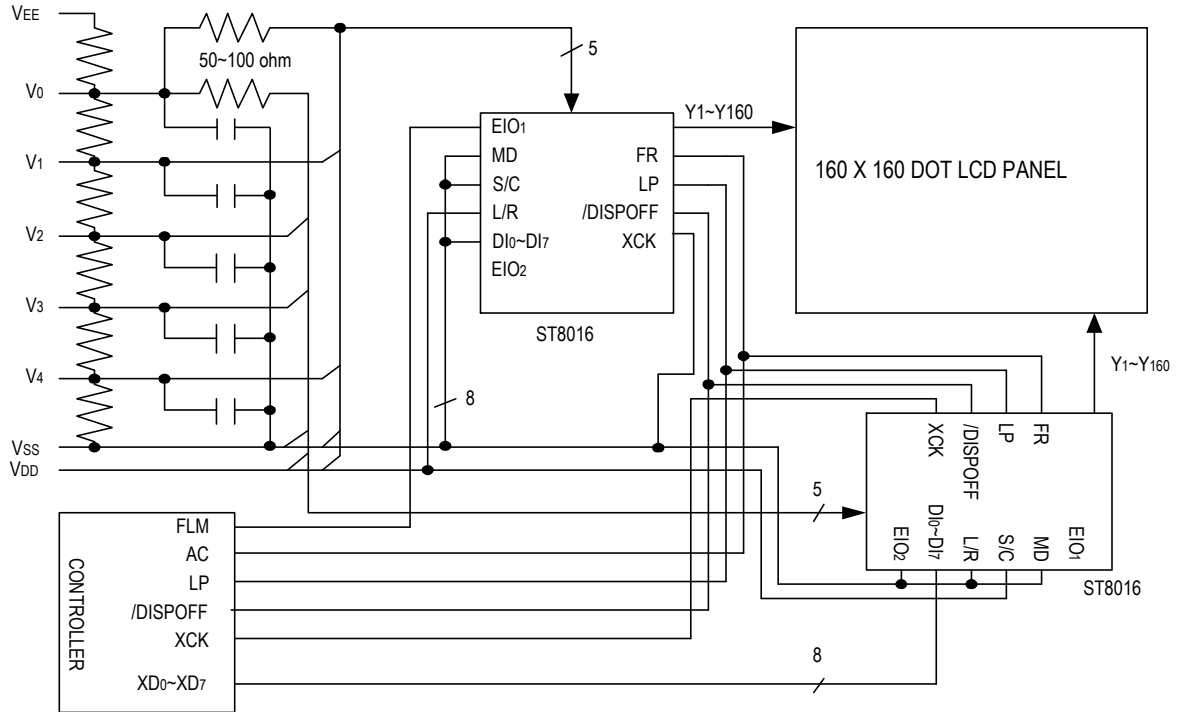 VEE
50~100 ohm
V0
V1
V2
V3
V4
VSS
VDD
5
EIO1
MD
S/C
L/R
DI0~DI7
EIO2
FR
LP
/DISPOFF
XCK
ST8016
Y1~Y160
160 X 160 DOT LCD PANEL
Y1~Y160
8
5
XCK
/DISPOFF
LP
FR
EIO2
DI0~DI7
L/R
S/C
MD
EIO1
ST8016
CONTROLLER
FLM
AC
LP
/DISPOFF
XCK
XD0~XD7
8